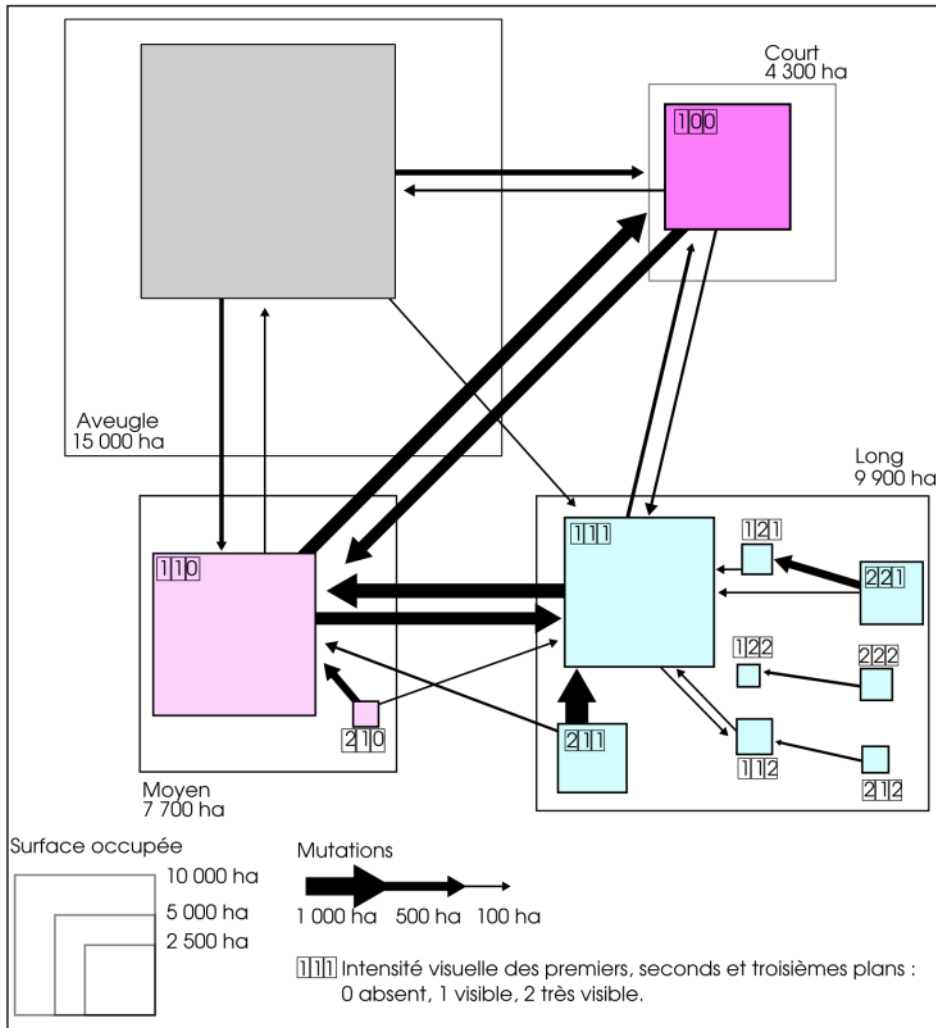 Court
4 300 ha
100
Aveugle
15 000 ha
Long
9 900 ha
110
111
121
221
122
222
210
211
112
212
Moyen
7 700 ha
Surface occupée
10 000 ha
5 000 ha
2 500 ha
Mutations
1 000 ha 500 ha 100 ha
111 Intensité visuelle des premiers, seconds et troisièmes plans :
0 absent, 1 visible, 2 très visible.